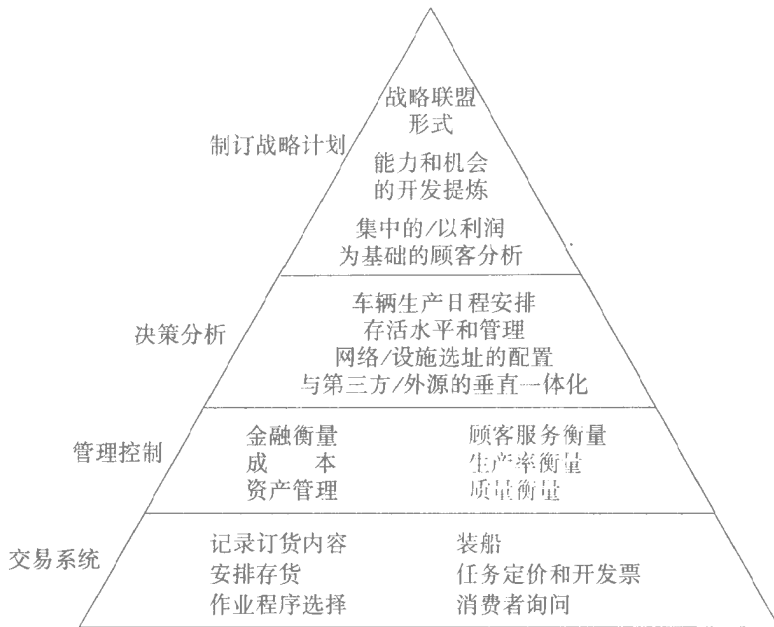 战略联盟
形式
制订战略计划
能力和机会
的开发提炼
集中的/以利润
为基础的顾客分析
车辆生产日程安排
决策分析
存活水平和管理
网络/设施选址的配置
与第三方/外源的垂直一体化
金融衡量 顾客服务衡量
管理控制
成 本 生产率衡量
资产管理 质量衡量
记录订货内容 装船
交易系统
安排存货 任务定价和开发票
作业程序选择 消费者询问